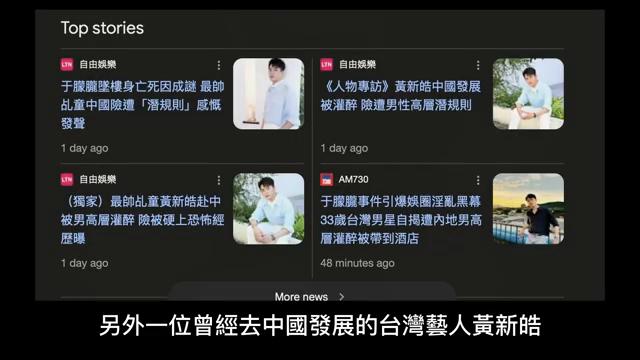 Top stories
LTN 自由娛樂
于朦朧墜樓身亡死因成謎 最帥
乩童中國險遭「潛規則」感慨
發聲
1 day ago
LTN 自由娛樂
《人物專訪》黃新皓中國發展
被灌醉 險遭男性高層潛規則
1 day ago
LTN 自由娛樂
（獨家）最帥乩童黃新皓赴中
被男高層灌醉 險被硬上恐怖經
歷曝
1 day ago
AM730
于朦朧事件引爆娛圈淫亂黑幕
33歲台灣男星自揭遭內地男高
層灌醉被帶到酒店
48 minutes ago
More news
另外一位曾經去中國發展的台灣藝人黃新皓